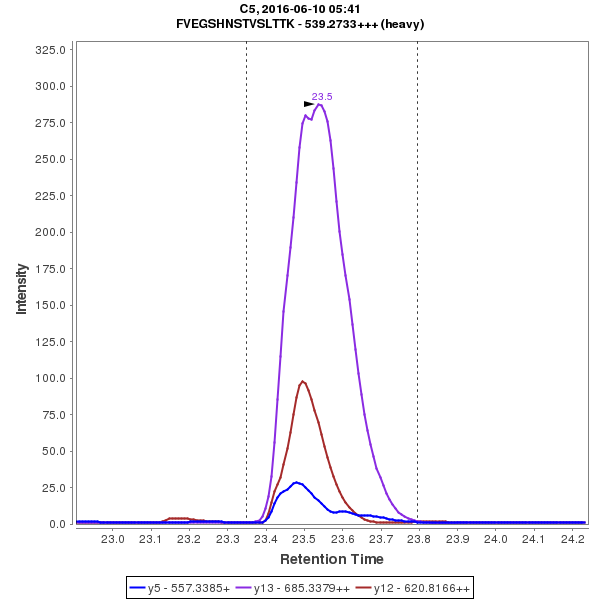 C5, 2016-06-10 05:41
FVEGSHNSTVSLTTK - 539.2733+++ (heavy)
325.0
300.0
275.0
250.0
225.0
200.0
175.0
150.0
125.0
100.0
75.0
50.0
25.0
0.0
Intensity
23.5
23.0 23.1 23.2 23.3 23.4 23.5 23.6 23.7 23.8 23.9 24.0 24.1 24.2
Retention Time
y5 - 557.3385+ y13 - 685.3379++ y12 - 620.8166++